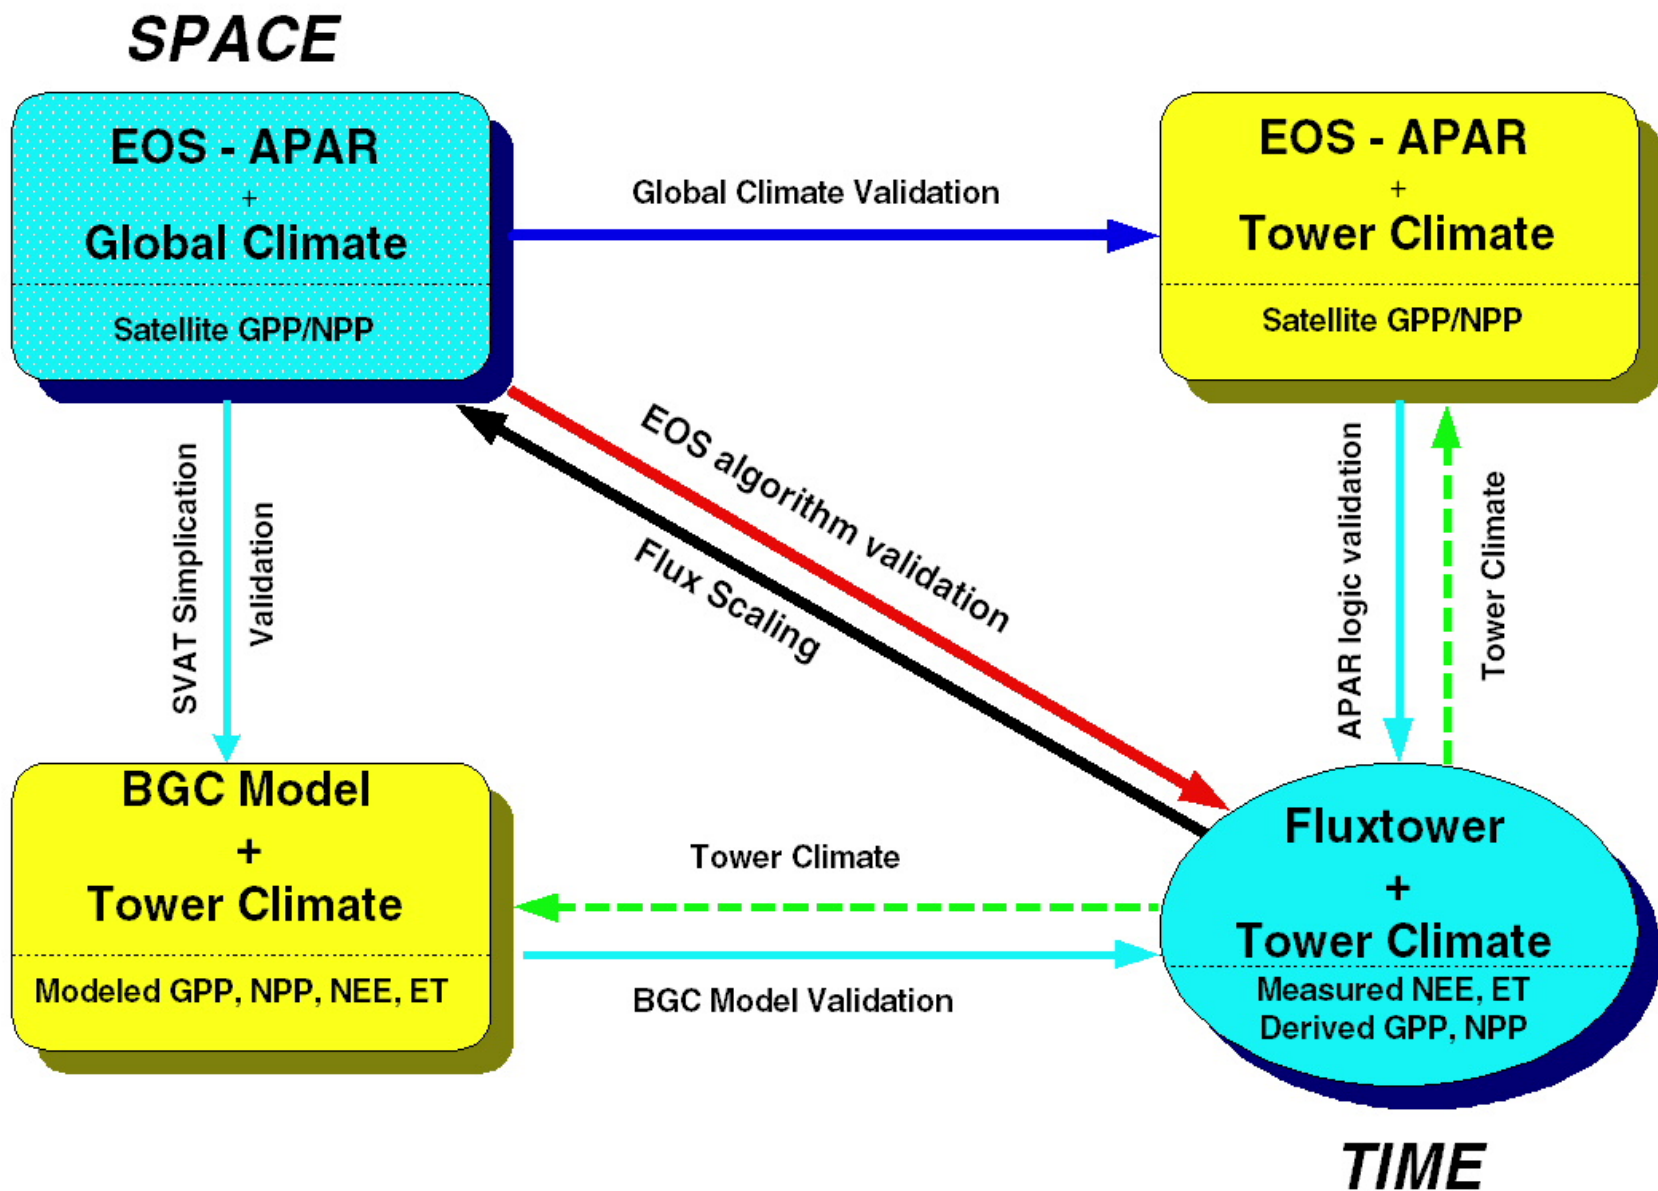 SPACE
EOS - APAR
+
Global Climate
Satellite GPP/NPP
Global Climate Validation
EOS - APAR
+
Tower Climate
Satellite GPP/NPP
SVAT Simplication
Validation
EOS algorithm validation
Flux Scaling
APAR logic validation
Tower Climate
BGC Model
+
Tower Climate
Modeled GPP, NPP, NEE, ET
Tower Climate
BGC Model Validation
Fluxtower
+
Tower Climate
Measured NEE, ET
Derived GPP, NPP
TIME